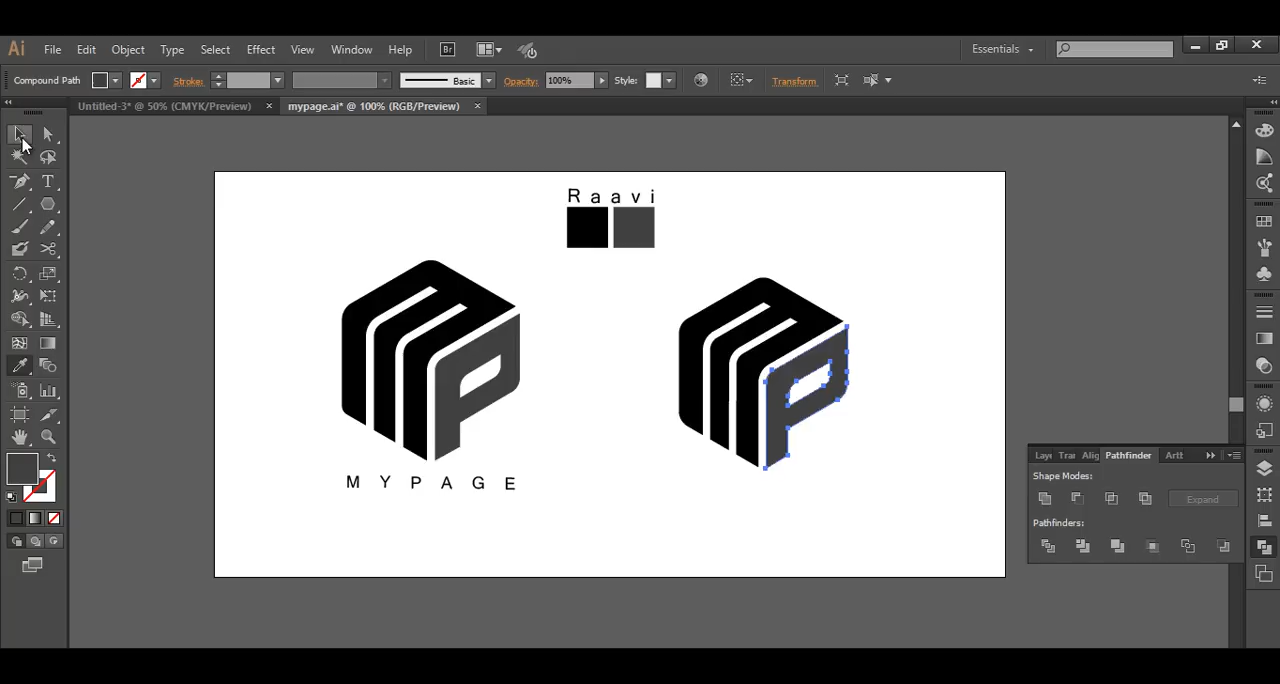 Ai File Edit Object Type Select Effect View Window Help Br Essentials
Compound Path Stroke: Basic Opacity: 100% Style: Transform
Untitled-3* @ 50% (CMYK/Preview) × mypage.ai* @ 100% (RGB/Preview) ×
Raavi
MYPAGE
Pathfinder
Shape Modes:
Expand
Pathfinders: